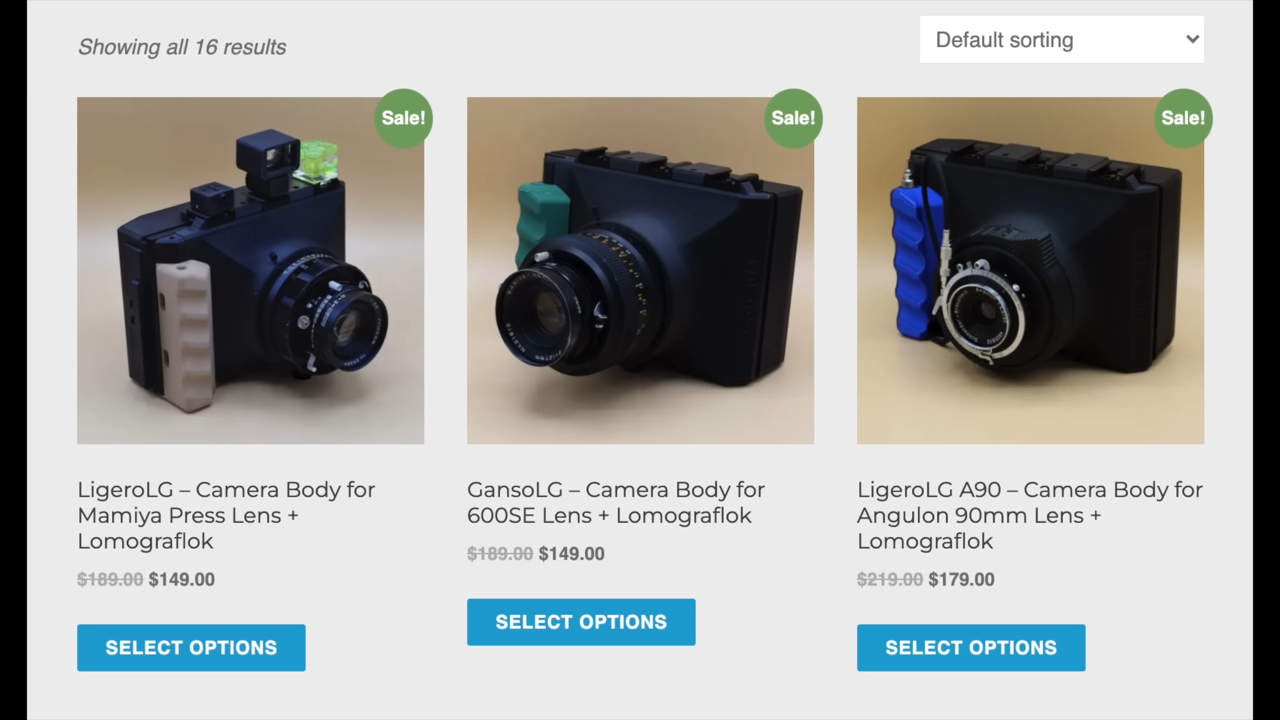 Showing all 16 results
Default sorting
Sale!
Sale!
Sale!
LigeroLG – Camera Body for
Mamiya Press Lens +
Lomograflok
$189.00 $149.00
SELECT OPTIONS
GansoLG – Camera Body for
600SE Lens + Lomograflok
$189.00 $149.00
SELECT OPTIONS
LigeroLG A90 – Camera Body for
Angulon 90mm Lens +
Lomograflok
$219.00 $179.00
SELECT OPTIONS